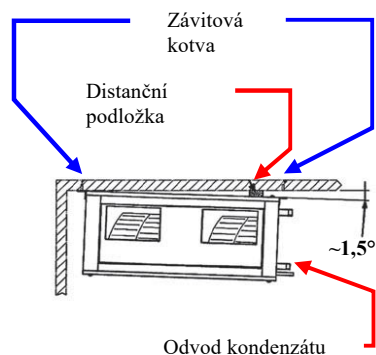 Závitová
kotva
Distanční
podložka
~1,5°
Odvod kondenzátu